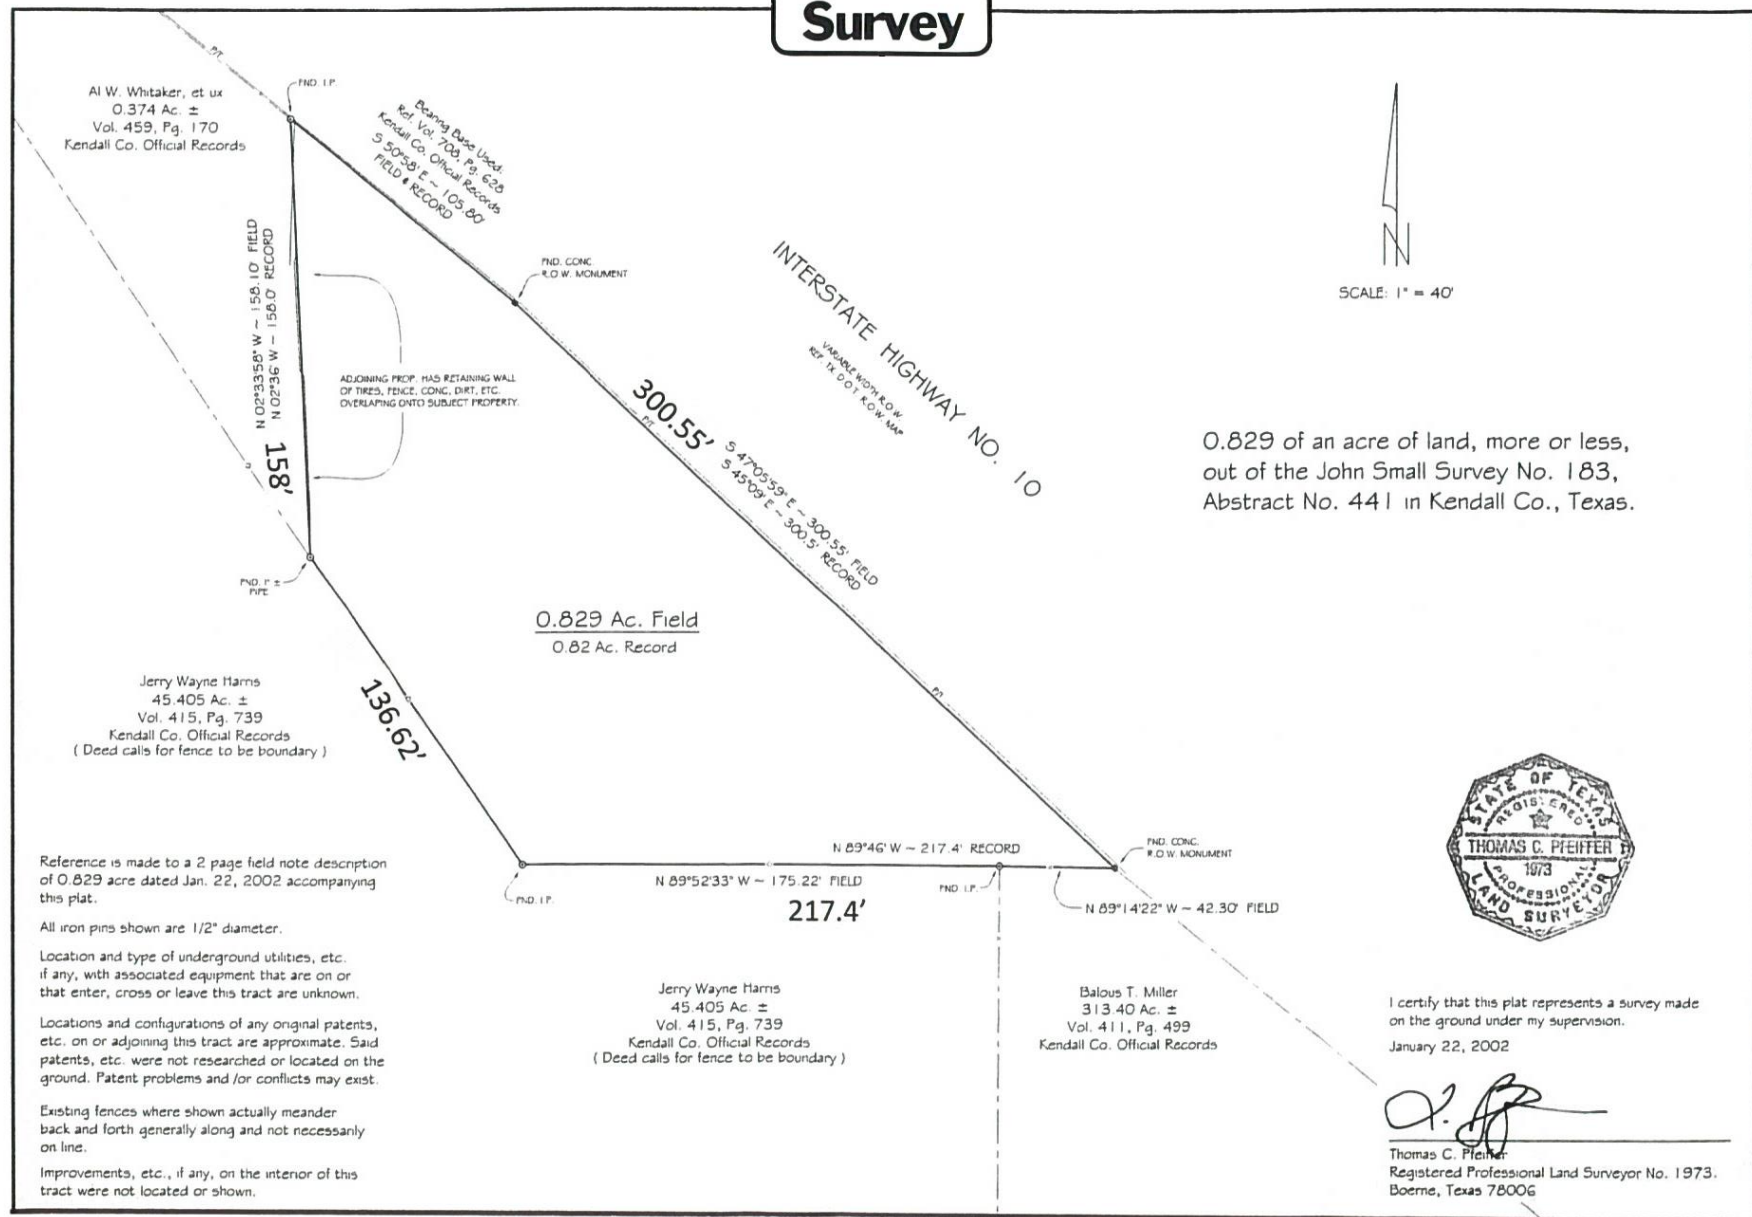 Survey
P/T
FND. I.P.
Al W. Whitaker, et ux
0.374 Ac. ±
Vol. 459, Pg. 170
Kendall Co. Official Records
Bearing Base Used:
Ref. Vol. 708, Pg. 628
Kendall Co. Official Records
S 50°58' E ~ 105.80'
FIELD & RECORD
N
SCALE: 1" = 40'
FND. CONC.
R.O.W. MONUMENT
INTERSTATE HIGHWAY NO. 10
VARIABLE WIDTH R.O.W.
REF. TX. D.O.T. R.O.W. MAP
N 02°33'58" W ~ 158.10' FIELD
N 02°36' W ~ 158.0' RECORD
158'
ADJOINING PROP. HAS RETAINING WALL
OF TIRES, FENCE, CONC, DIRT, ETC.
OVERLAPING ONTO SUBJECT PROPERTY.
300.55'
P/T
S 47°05'59" E ~ 300.55' FIELD
S 45°09' E ~ 300.5' RECORD
0.829 of an acre of land, more or less,
out of the John Small Survey No. 183,
Abstract No. 441 in Kendall Co., Texas.
FND. 1" ±
PIPE
0.829 Ac. Field
0.82 Ac. Record
P/T
Jerry Wayne Harris
45.405 Ac. ±
Vol. 415, Pg. 739
Kendall Co. Official Records
( Deed calls for fence to be boundary )
136.62'
N 89°46' W ~ 217.4' RECORD
FND. CONC.
R.O.W. MONUMENT
N 89°52'33" W ~ 175.22' FIELD
FND. I.P.
FND. I.P.
217.4'
N 89°14'22" W ~ 42.30' FIELD
STATE OF TEXAS
REGISTERED
THOMAS C. PFEIFFER
1973
PROFESSIONAL
LAND SURVEYOR
Reference is made to a 2 page field note description
of 0.829 acre dated Jan. 22, 2002 accompanying
this plat.
All iron pins shown are 1/2" diameter.
Location and type of underground utilities, etc.
if any, with associated equipment that are on or
that enter, cross or leave this tract are unknown.
Locations and configurations of any original patents,
etc. on or adjoining this tract are approximate. Said
patents, etc. were not researched or located on the
ground. Patent problems and /or conflicts may exist.
Existing fences where shown actually meander
back and forth generally along and not necessarily
on line.
Improvements, etc., if any, on the interior of this
tract were not located or shown.
Jerry Wayne Harris
45.405 Ac. ±
Vol. 415, Pg. 739
Kendall Co. Official Records
( Deed calls for fence to be boundary )
Balous T. Miller
313.40 Ac. ±
Vol. 411, Pg. 499
Kendall Co. Official Records
I certify that this plat represents a survey made
on the ground under my supervision.
January 22, 2002
Thomas C. Pfeiffer
Registered Professional Land Surveyor No. 1973.
Boerne, Texas 78006